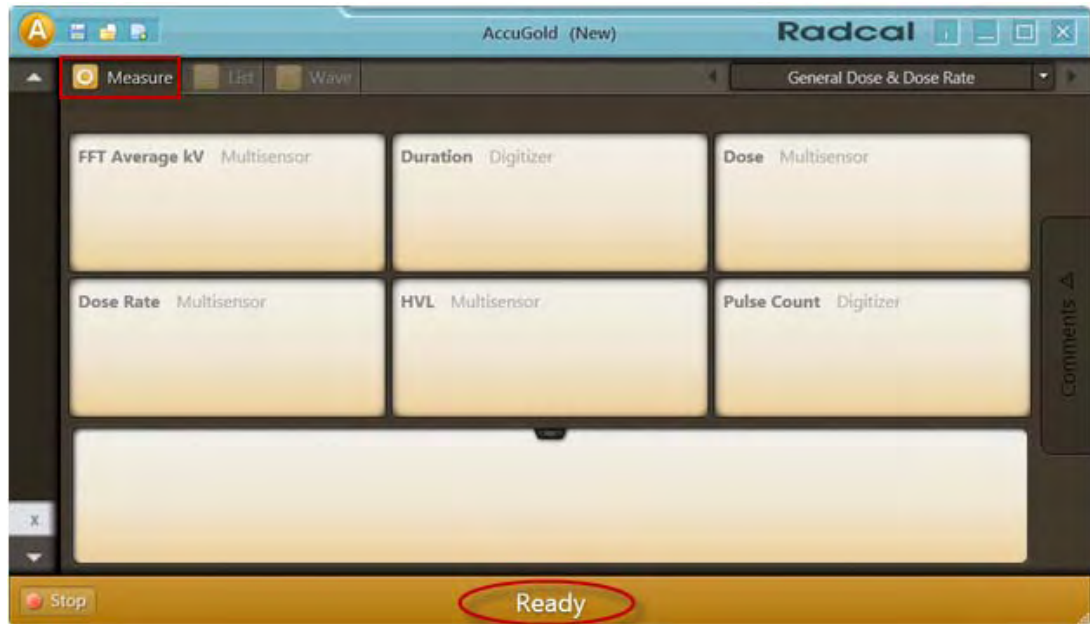 A AccuGold (New) Radcal i
Measure List Wave General Dose & Dose Rate
FFT Average kV Multisensor Duration Digitizer Dose Multisensor
Dose Rate Multisensor HVL Multisensor Pulse Count Digitizer
Comments
x
Stop Ready